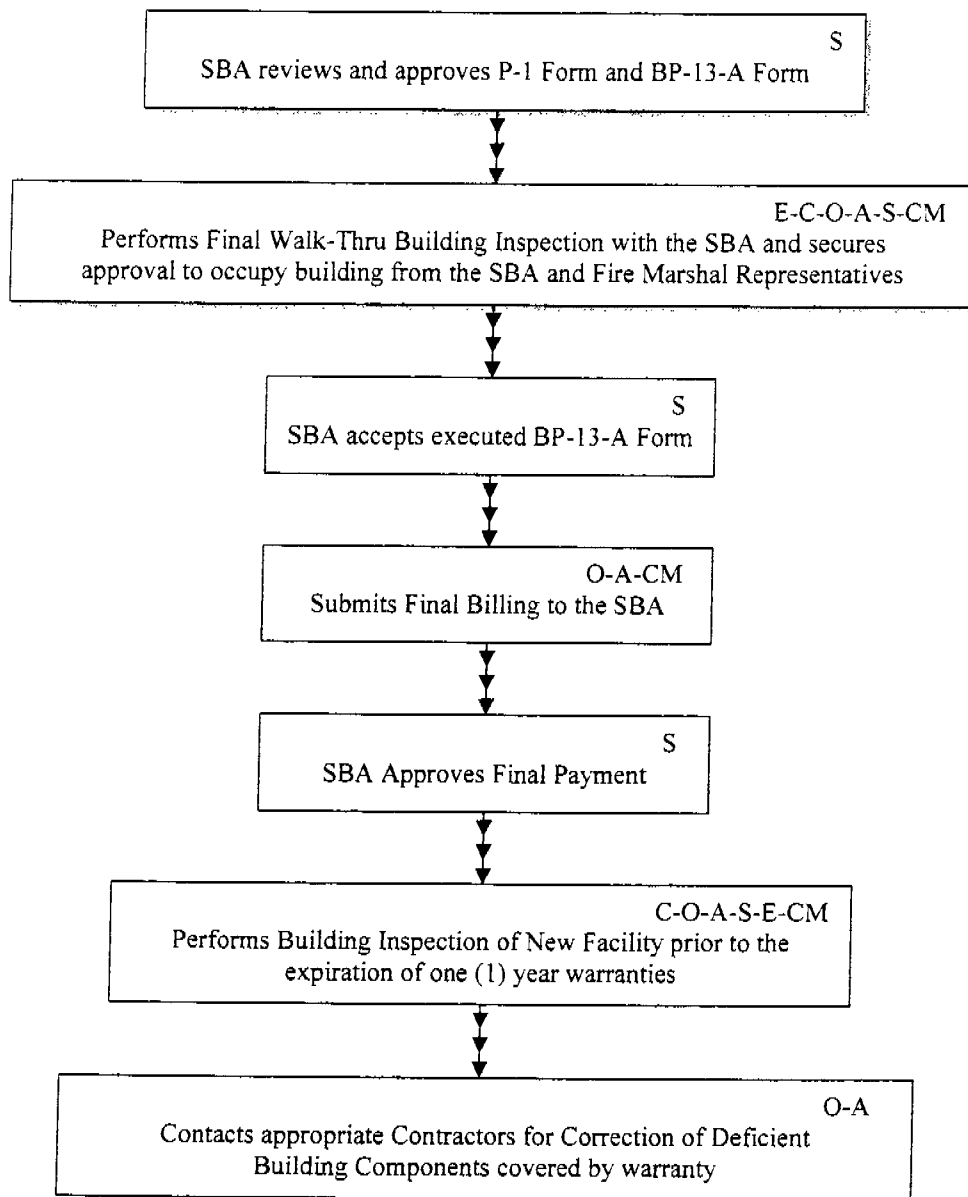 S
SBA reviews and approves P-1 Form and BP-13-A Form
E-C-O-A-S-CM
Performs Final Walk-Thru Building Inspection with the SBA and secures
approval to occupy building from the SBA and Fire Marshal Representatives
S
SBA accepts executed BP-13-A Form
O-A-CM
Submits Final Billing to the SBA
S
SBA Approves Final Payment
C-O-A-S-E-CM
Performs Building Inspection of New Facility prior to the
expiration of one (1) year warranties
O-A
Contacts appropriate Contractors for Correction of Deficient
Building Components covered by warranty